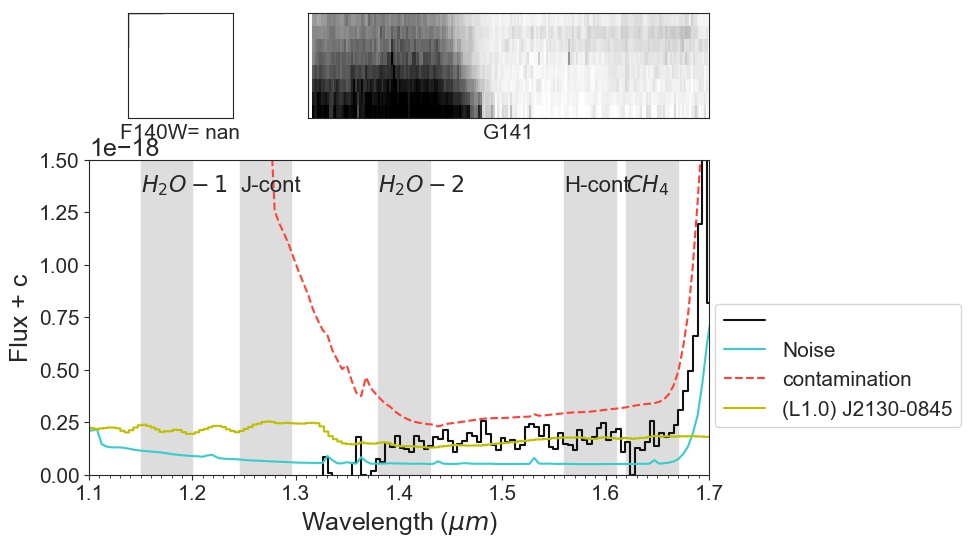 F140W= nan
G141
1e−18
H₂O − 1
J-cont
H₂O − 2
H-cont
CH₄
1.50
1.25
1.00
0.75
0.50
0.25
0.00
Flux + c
1.1
1.2
1.3
1.4
1.5
1.6
1.7
Wavelength (μm)
Noise
contamination
(L1.0) J2130-0845